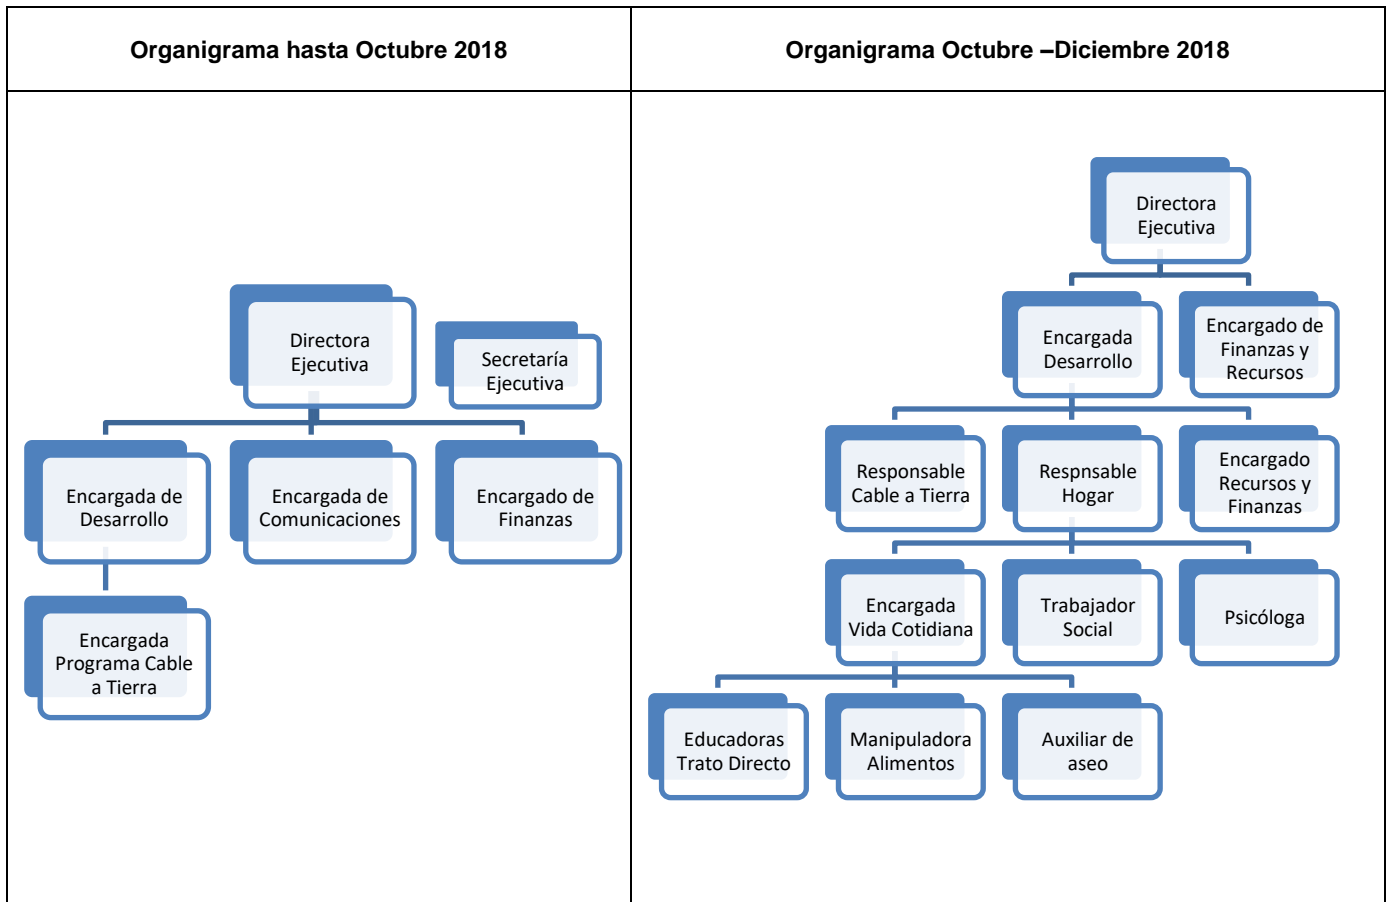 Organigrama hasta Octubre 2018
Organigrama Octubre –Diciembre 2018
Directora
Ejecutiva
Secretaría
Ejecutiva
Encargada de
Desarrollo
Encargada de
Comunicaciones
Encargado de
Finanzas
Encargada
Programa Cable
a Tierra
Directora
Ejecutiva
Encargada
Desarrollo
Encargado de
Finanzas y
Recursos
Responsable
Cable a Tierra
Respnsable
Hogar
Encargado
Recursos y
Finanzas
Encargada
Vida Cotidiana
Trabajador
Social
Psicóloga
Educadoras
Trato Directo
Manipuladora
Alimentos
Auxiliar de
aseo